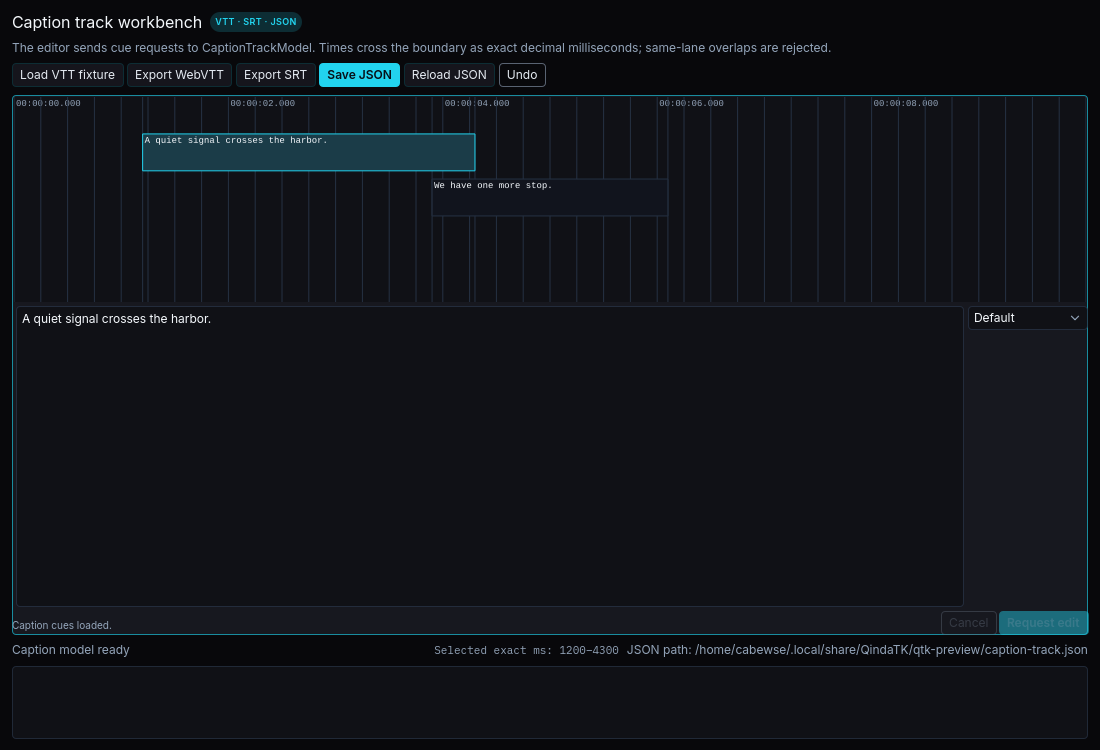 Caption track workbench VTT · SRT · JSON
The editor sends cue requests to CaptionTrackModel. Times cross the boundary as exact decimal milliseconds; same-lane overlaps are rejected.
Load VTT fixture Export WebVTT Export SRT Save JSON Reload JSON Undo
00:00:00.000 00:00:02.000 00:00:04.000 00:00:06.000 00:00:08.000
A quiet signal crosses the harbor.
We have one more stop.
A quiet signal crosses the harbor. Default
Caption cues loaded. Cancel Request edit
Caption model ready Selected exact ms: 1200–4300 JSON path: /home/cabewse/.local/share/QindaTK/qtk-preview/caption-track.json